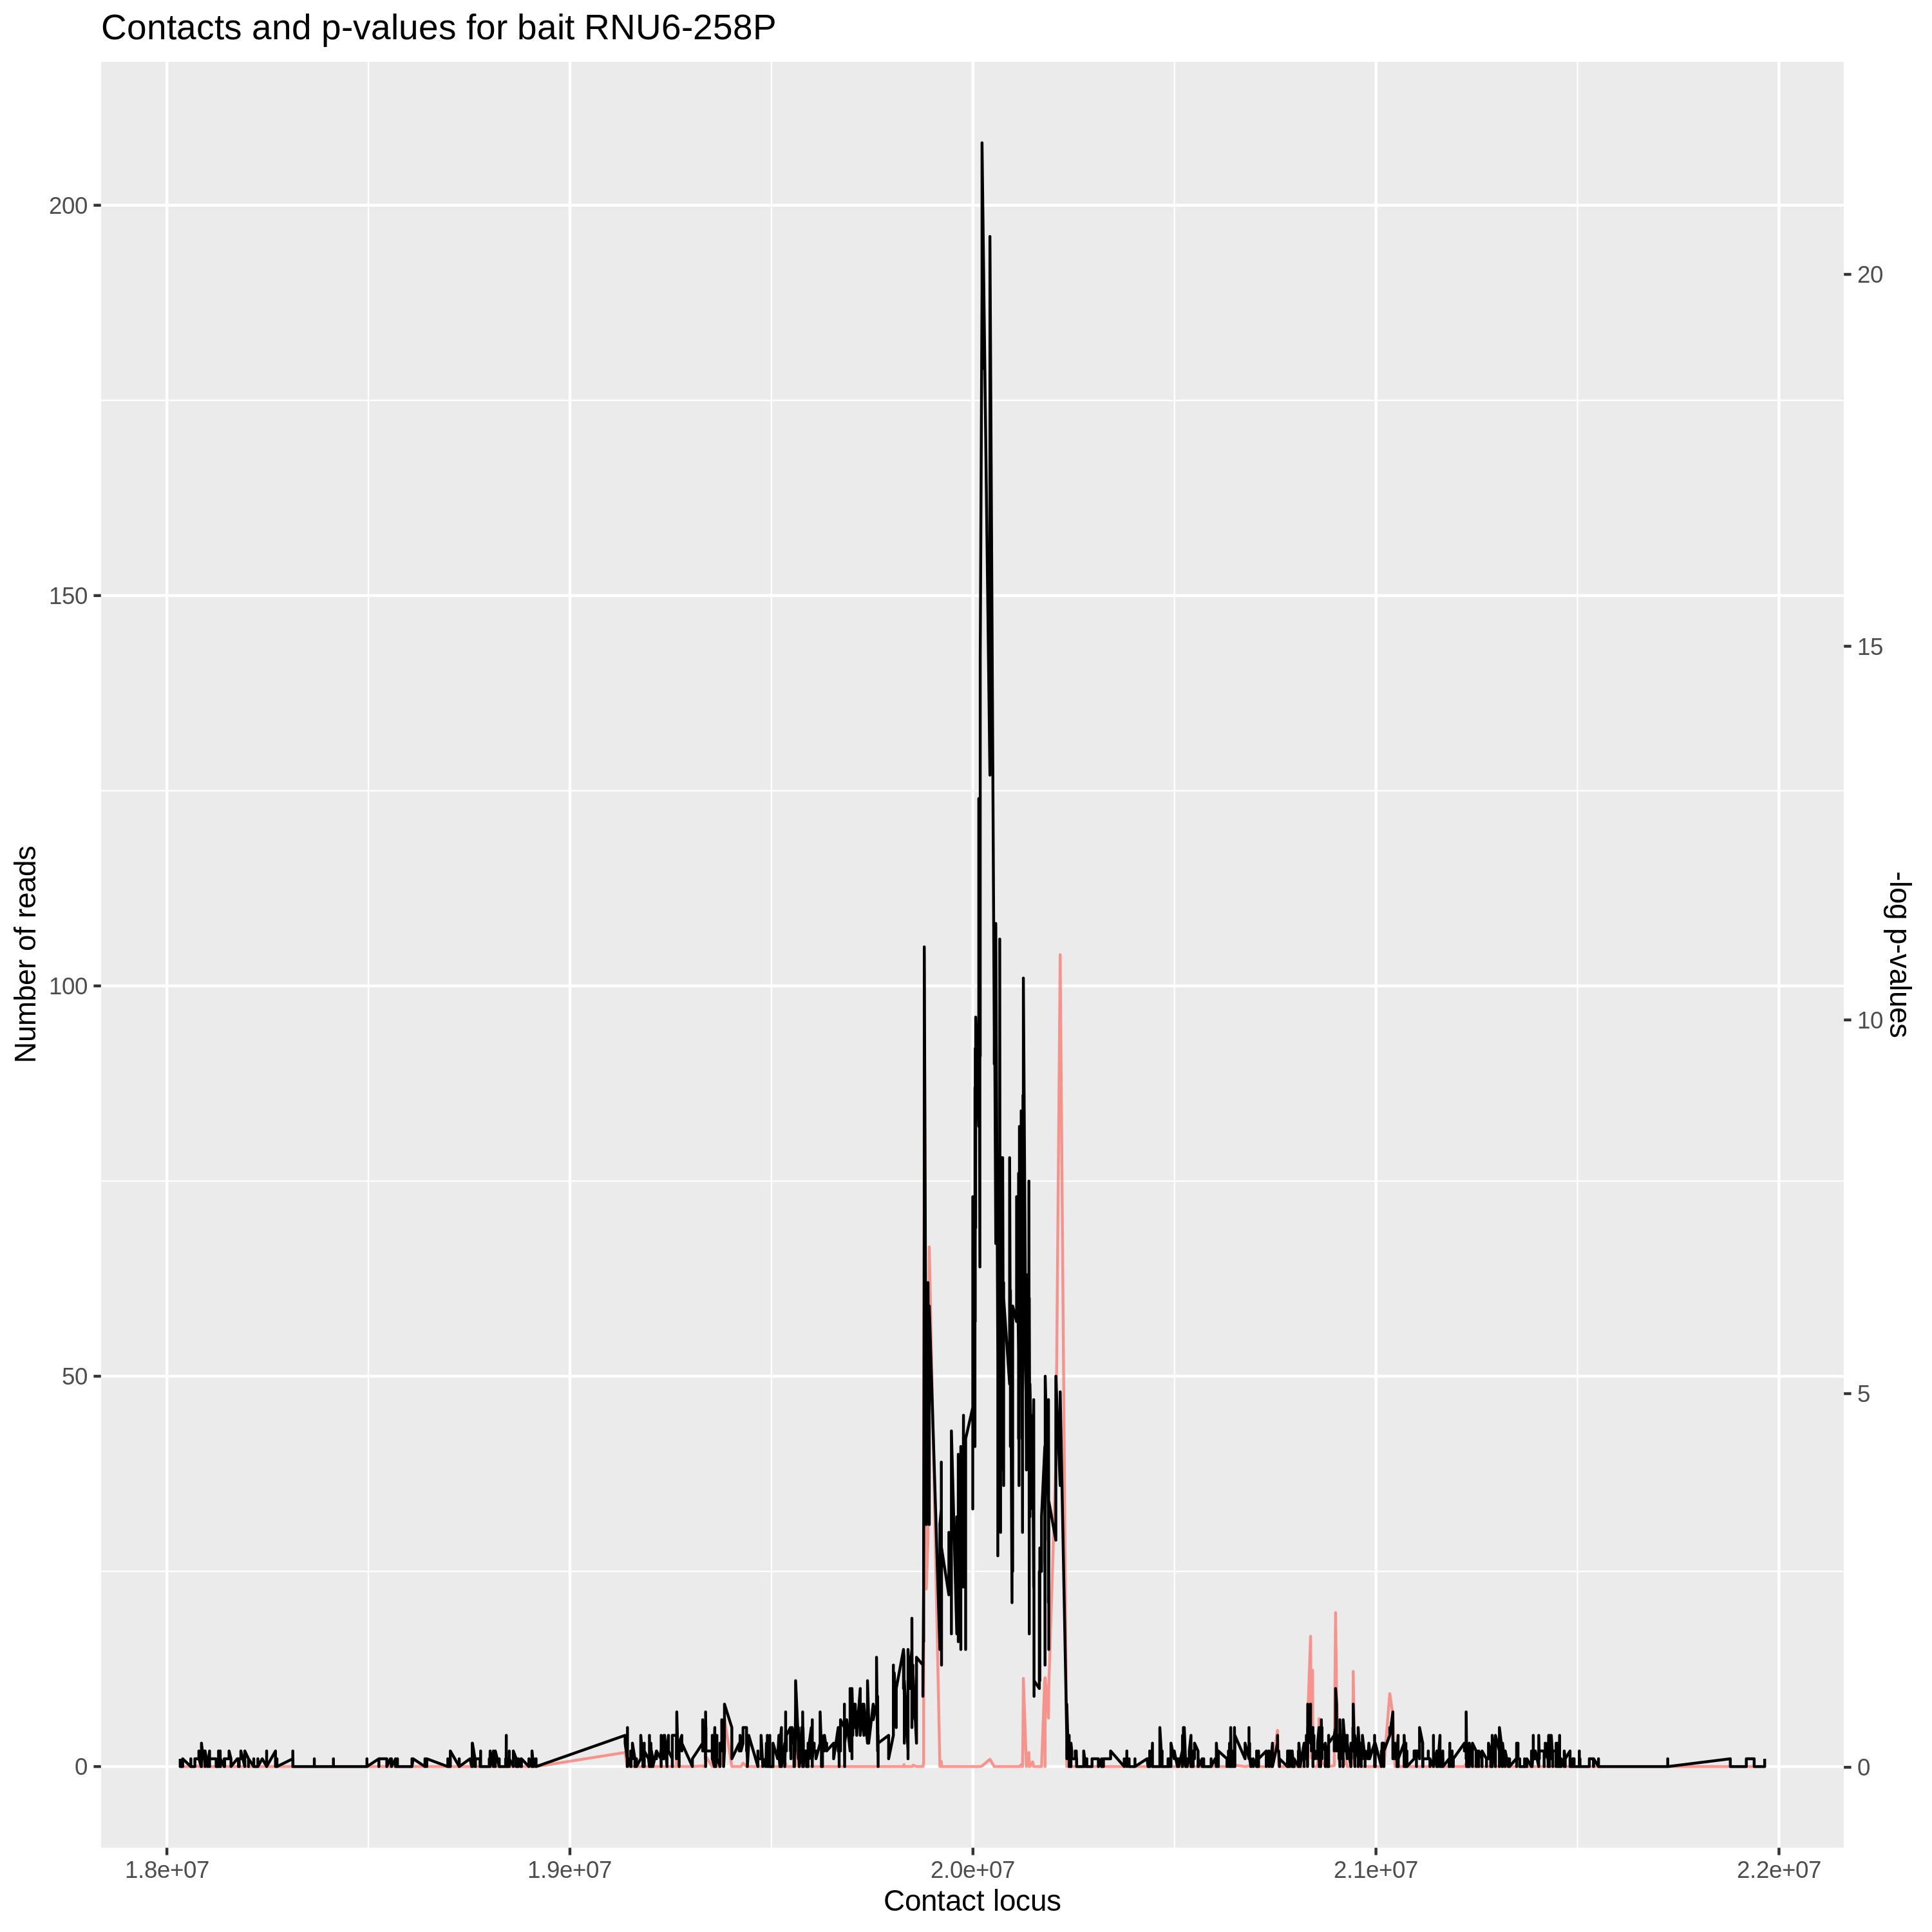 Contacts and p-values for bait RNU6-258P
200
150
100
50
0
Number of reads
20
15
10
5
0
-log p-values
1.8e+07
1.9e+07
2.0e+07
2.1e+07
2.2e+07
Contact locus